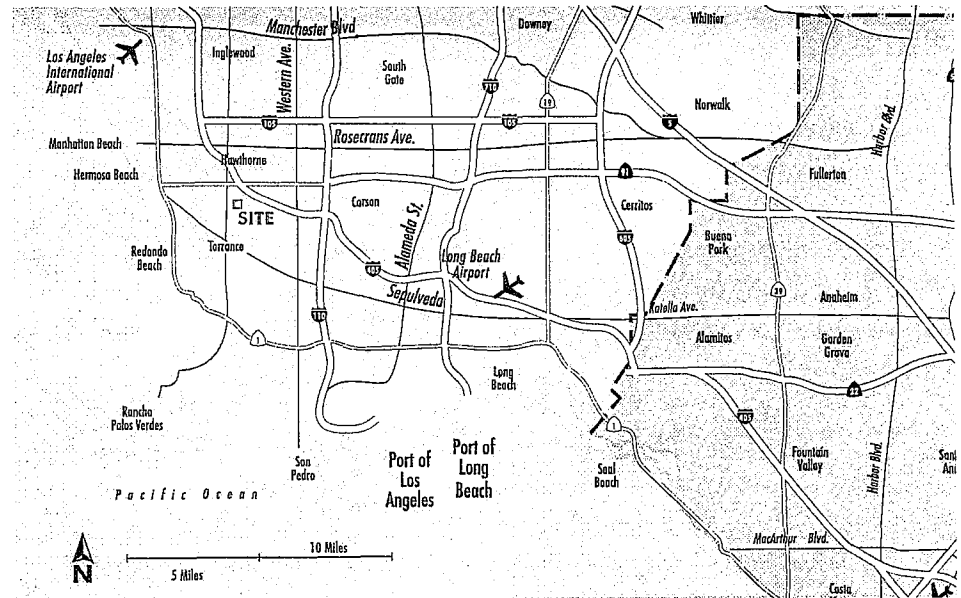 Manchester Blvd
Downey
Whittier
Los Angeles
International
Airport
Inglewood
Western Ave.
South
Gate
710
19
Norwalk
Harbor Blvd.
105
105
5
Rosecrans Ave.
Manhattan Beach
Hawthorne
Hermosa Beach
91
Fullerton
SITE
Carson
Alameda St.
Cerritos
Buena
Park
605
Redondo
Beach
Torrance
405
Long Beach
Airport
Sepulveda
39
Anaheim
Katella Ave.
110
1
Alamitos
Garden
Grove
Long
Beach
22
Rancho
Palos Verdes
405
1
San
Pedro
Port of
Los
Angeles
Port of
Long
Beach
Seal
Beach
Fountain
Valley
Harbor Blvd.
Pacific Ocean
MacArthur Blvd.
N
10 Miles
5 Miles
Costa